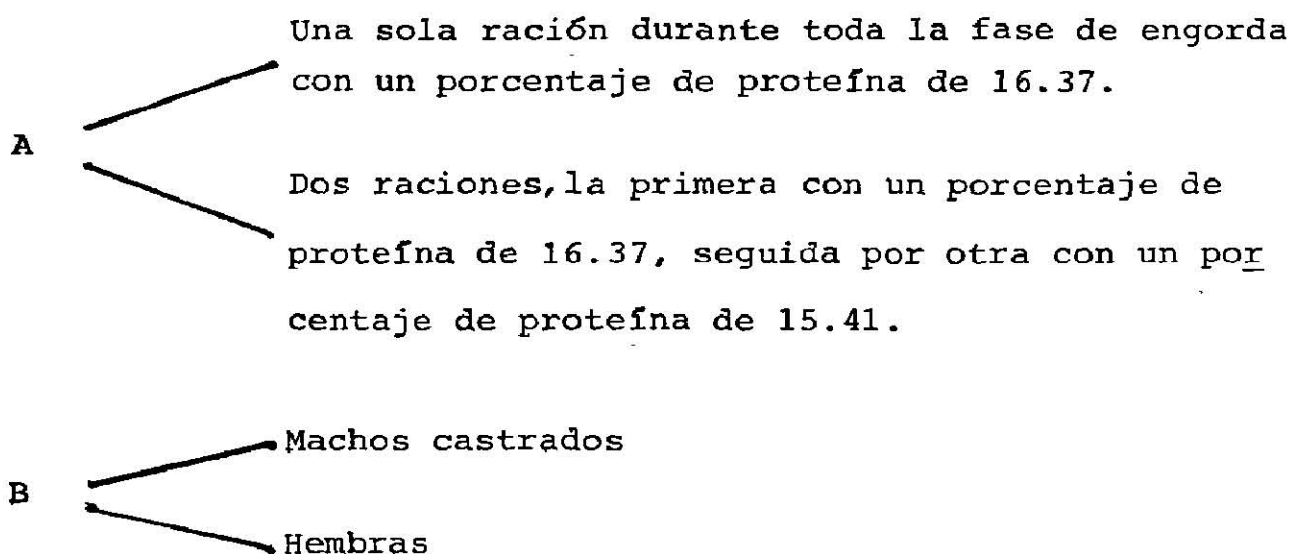 Una sola ración durante toda la fase de engorda
con un porcentaje de proteína de 16.37.
A
Dos raciones,la primera con un porcentaje de
proteína de 16.37, seguida por otra con un por
centaje de proteína de 15.41.
Machos castrados
B
Hembras